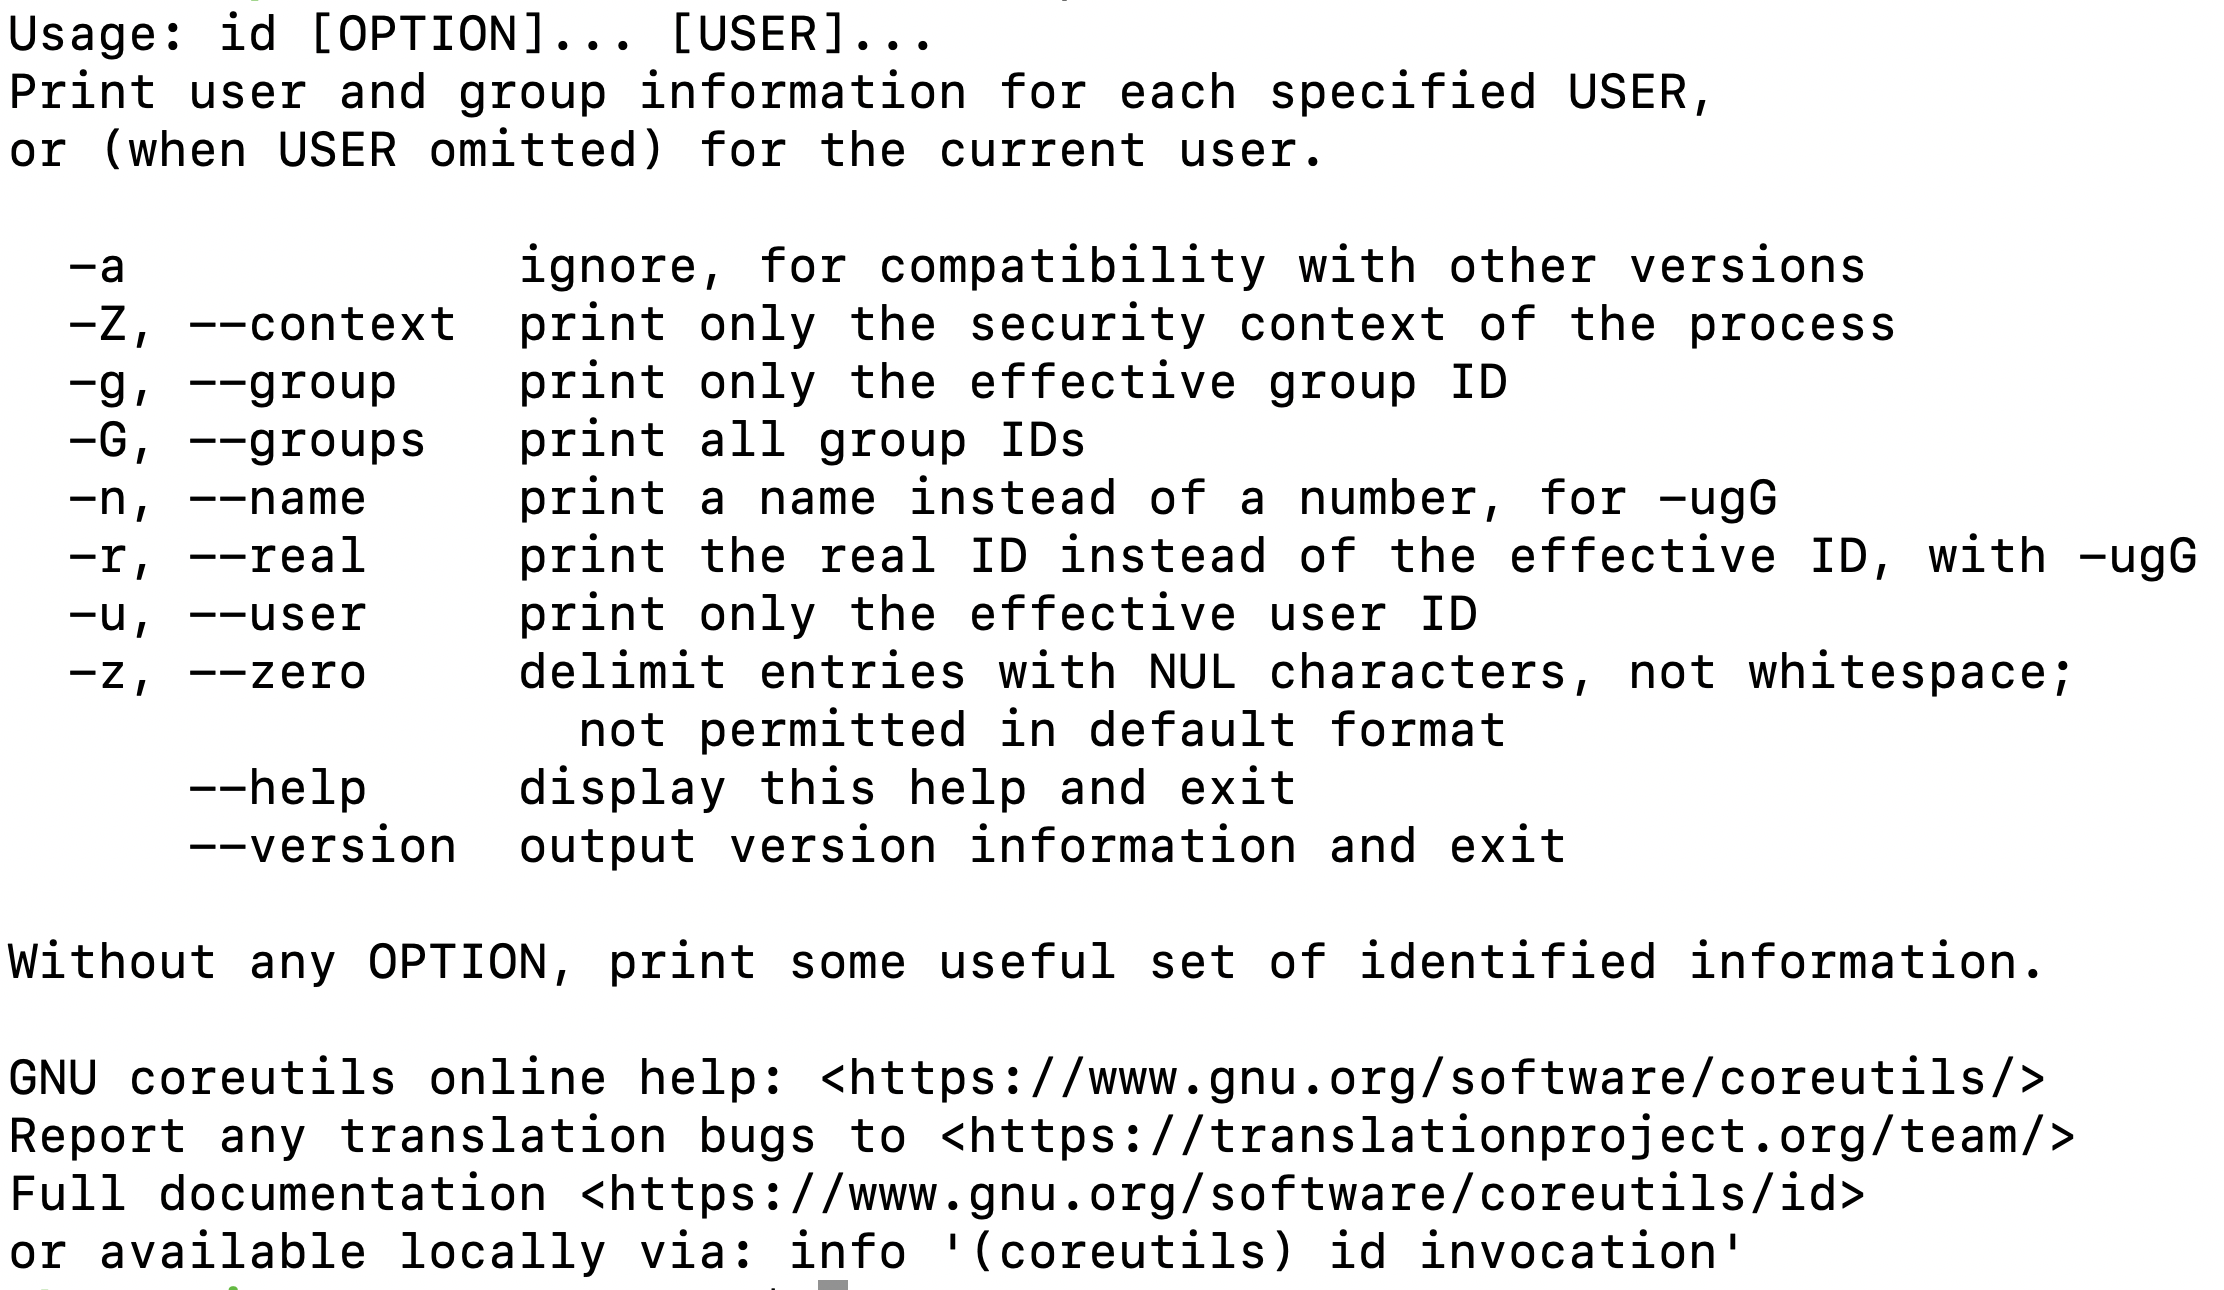 Usage: id [OPTION]... [USER]...
Print user and group information for each specified USER,
or (when USER omitted) for the current user.

  -a             ignore, for compatibility with other versions
  -Z, --context  print only the security context of the process
  -g, --group    print only the effective group ID
  -G, --groups   print all group IDs
  -n, --name     print a name instead of a number, for -ugG
  -r, --real     print the real ID instead of the effective ID, with -ugG
  -u, --user     print only the effective user ID
  -z, --zero     delimit entries with NUL characters, not whitespace;
                   not permitted in default format
      --help     display this help and exit
      --version  output version information and exit

Without any OPTION, print some useful set of identified information.

GNU coreutils online help: <https://www.gnu.org/software/coreutils/>
Report any translation bugs to <https://translationproject.org/team/>
Full documentation <https://www.gnu.org/software/coreutils/id>
or available locally via: info '(coreutils) id invocation'